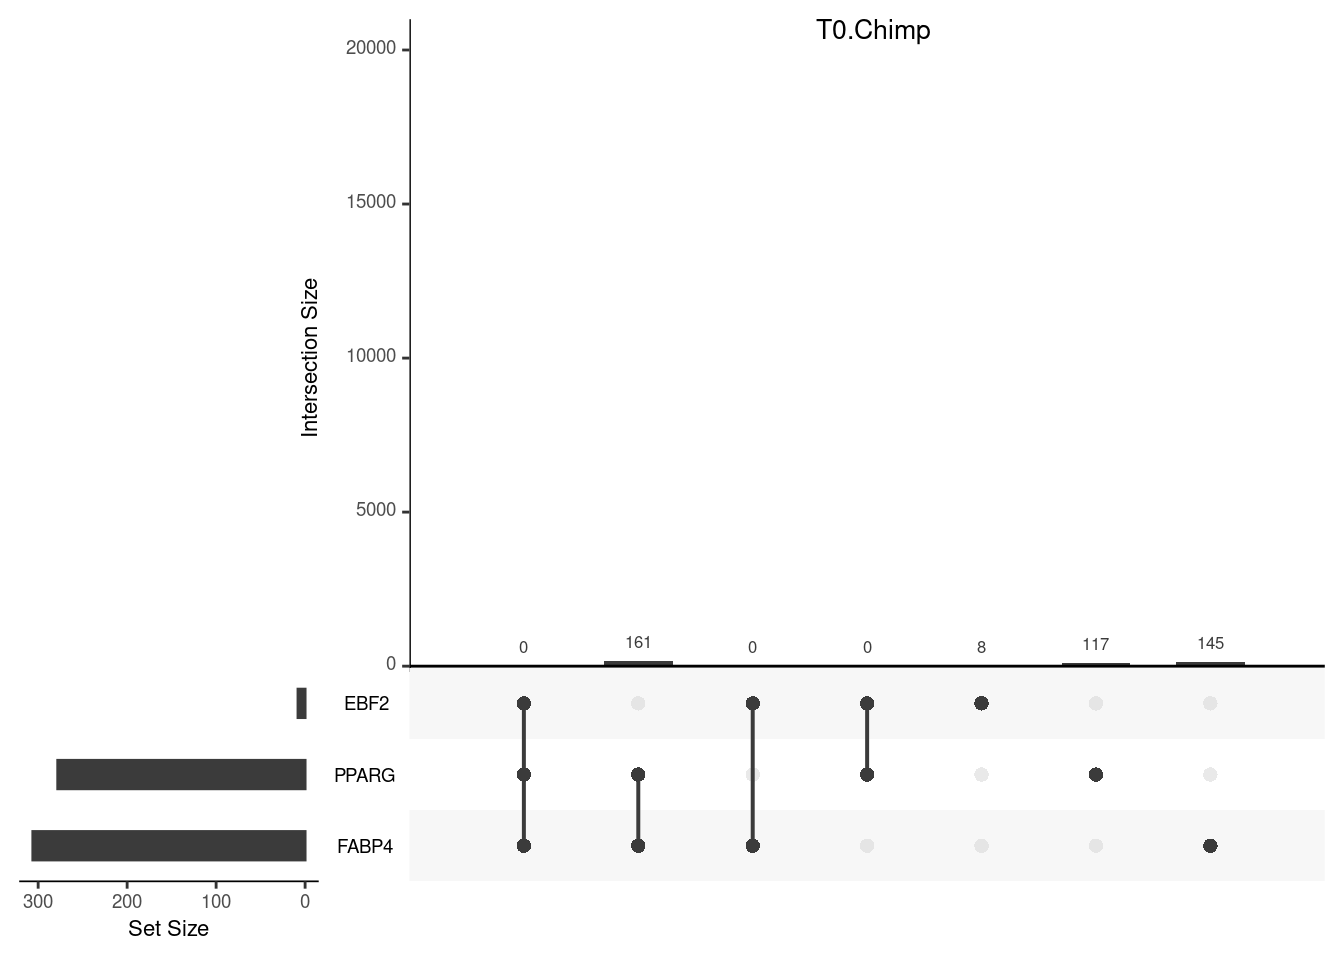 T0.Chimp
20000
15000
10000
5000
0
Intersection Size
0 161 0 0 8 117 145
EBF2
PPARG
FABP4
300 200 100 0
Set Size